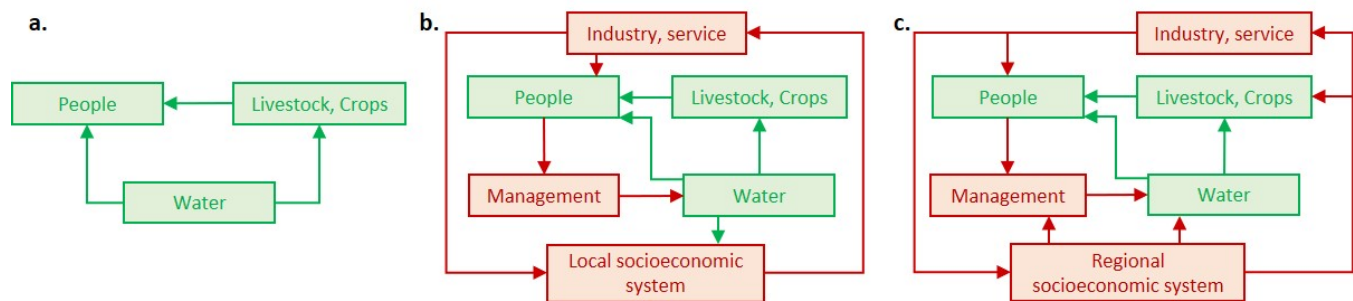 a.
People
Livestock, Crops
Water
b.
Industry, service
People
Livestock, Crops
Management
Water
Local socioeconomic
system
c.
Industry, service
People
Livestock, Crops
Management
Water
Regional
socioeconomic system